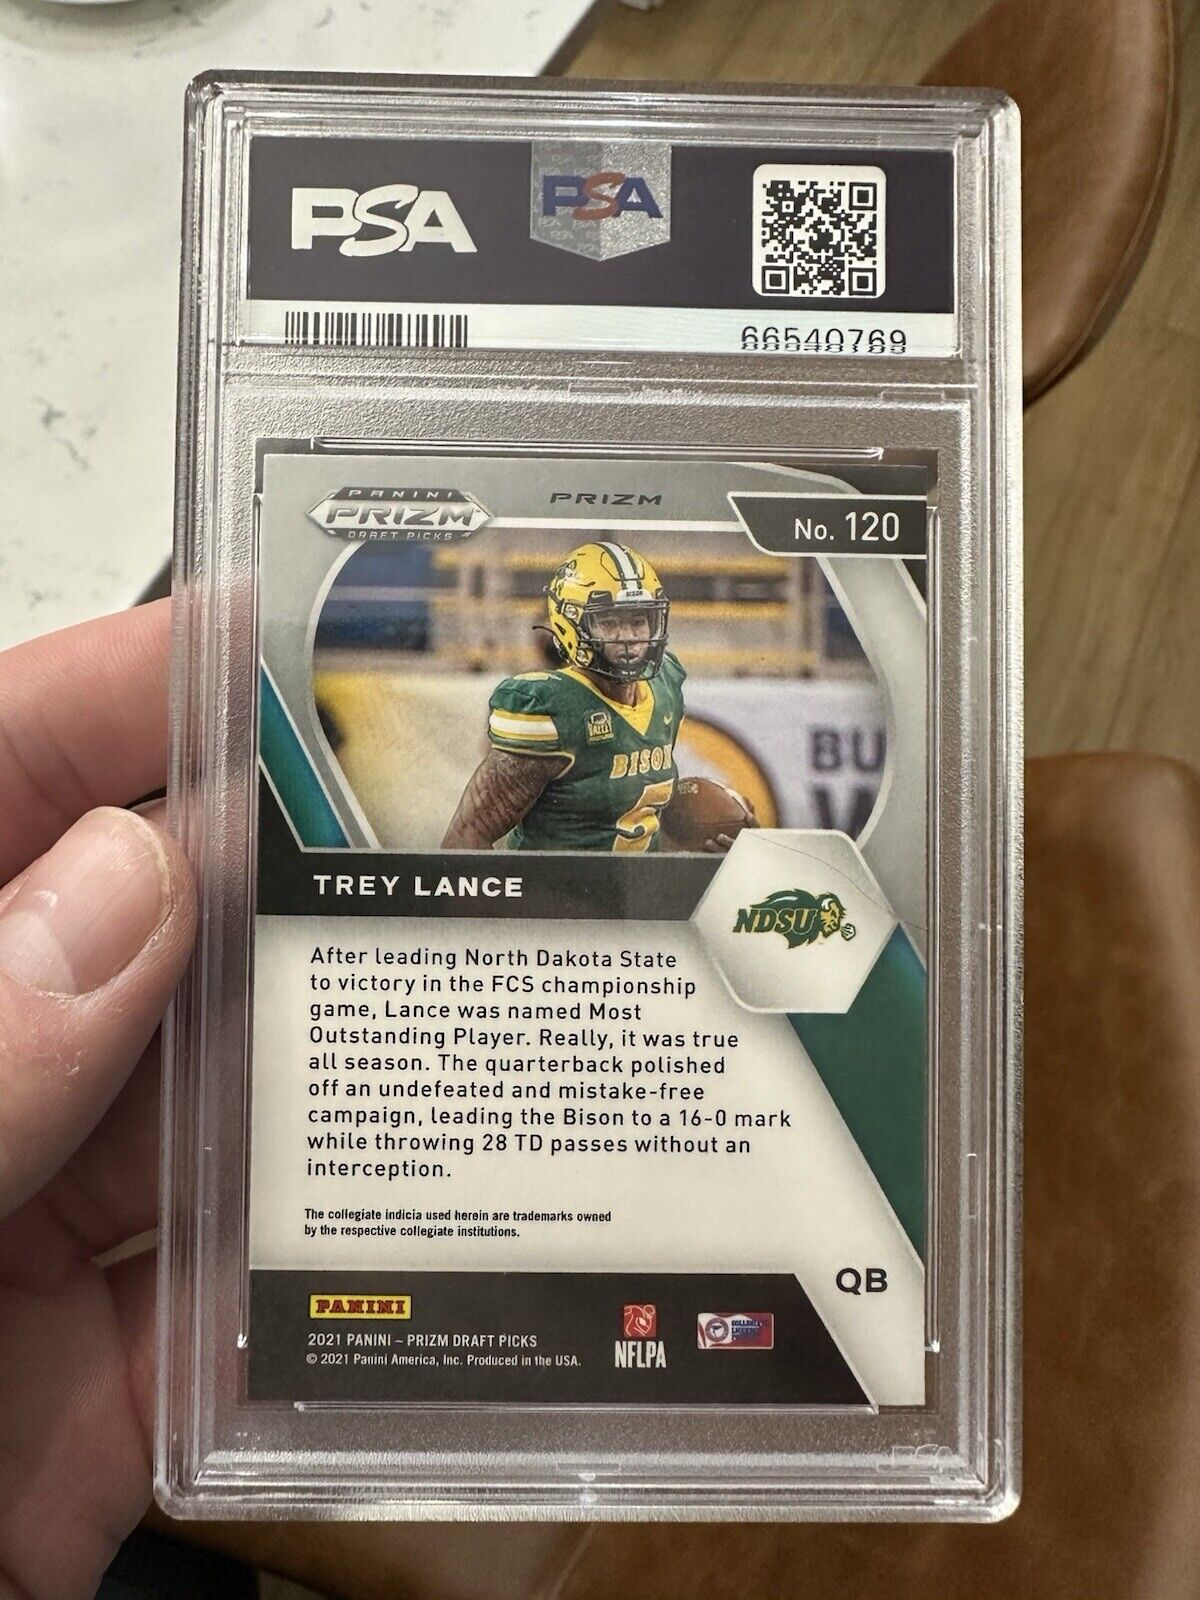 PSA
PSA
66540769
PANINI
PRIZM
DRAFT PICKS
PRIZM
No. 120
BISON
VALLEY
BISON
5
BU
TREY LANCE
NDSU
After leading North Dakota State
to victory in the FCS championship
game, Lance was named Most
Outstanding Player. Really, it was true
all season. The quarterback polished
off an undefeated and mistake-free
campaign, leading the Bison to a 16-0 mark
while throwing 28 TD passes without an
interception.
The collegiate indicia used herein are trademarks owned
by the respective collegiate institutions.
QB
PANINI
2021 PANINI – PRIZM DRAFT PICKS
© 2021 Panini America, Inc. Produced in the USA.
NFLPA